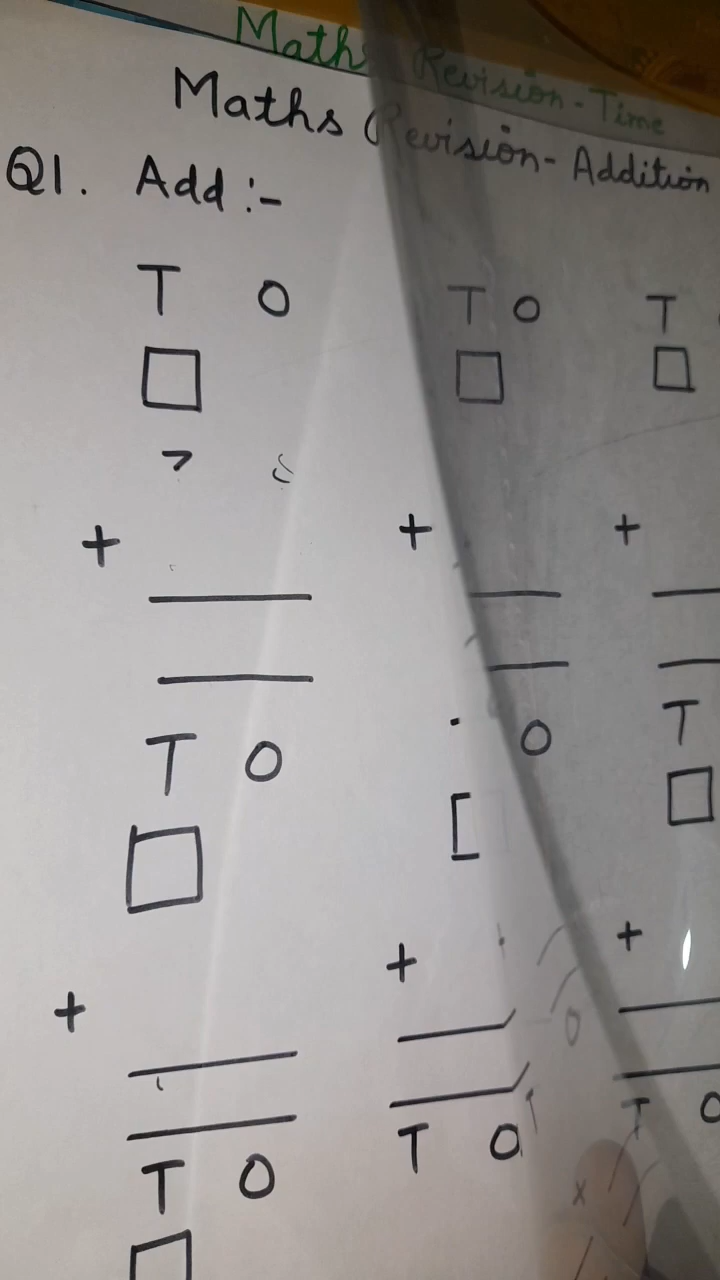 Maths Revision-Time
Maths Revision-Addition
Q1. Add :-
T O T O T
+ + +
T O O T
+ + +
T O T O T O